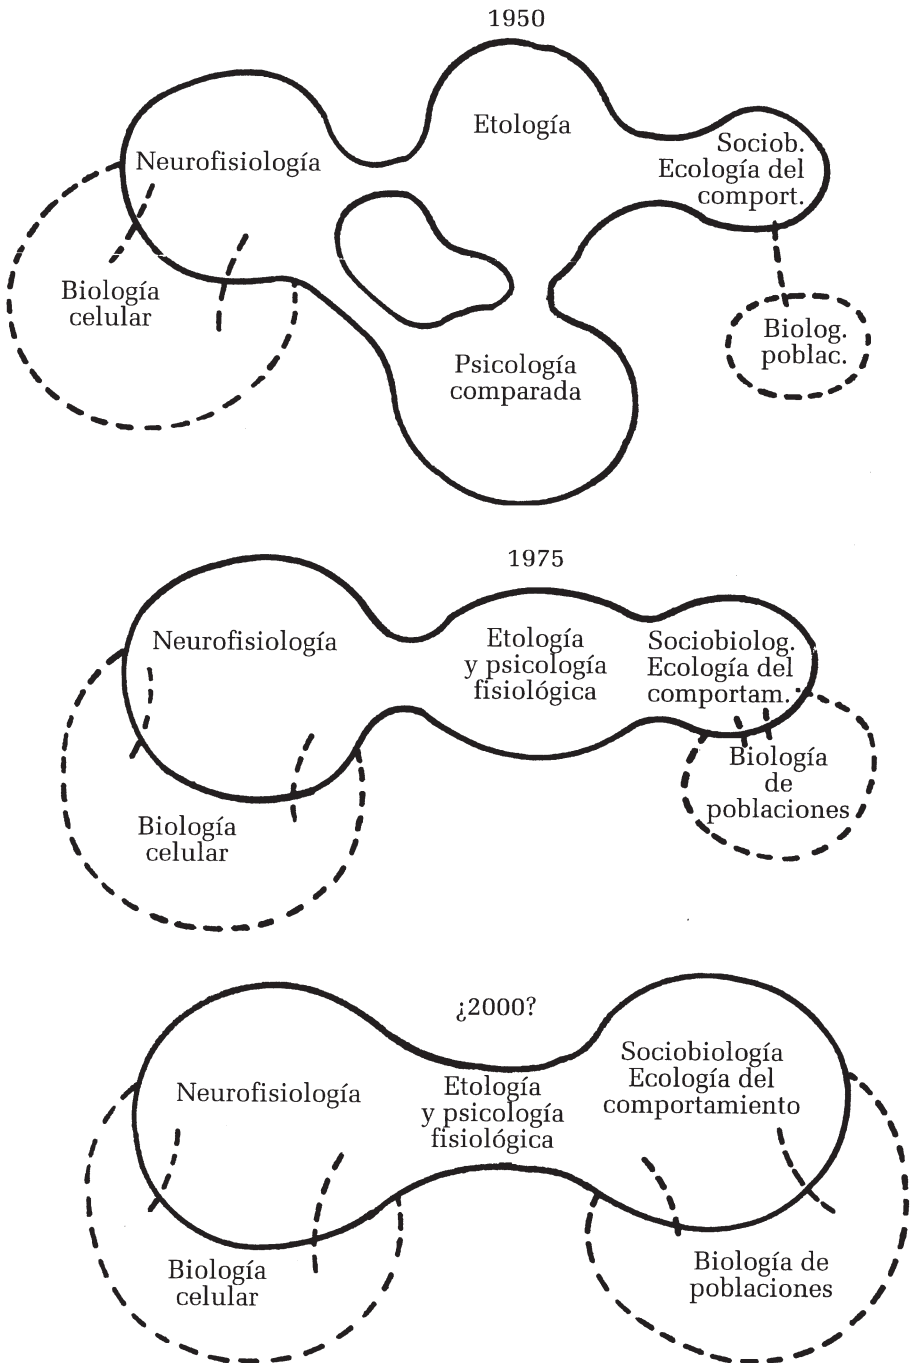 1950
Etología
Neurofisiología
Sociob.
Ecología del
comport.
Biología
celular
Biolog.
poblac.
Psicología
comparada
1975
Neurofisiología
Etología
y psicología
fisiológica
Sociobiolog.
Ecología del
comportam.
Biología
de
poblaciones
Biología
celular
¿2000?
Neurofisiología
Etología
y psicología
fisiológica
Sociobiología
Ecología del
comportamiento
Biología
celular
Biología de
poblaciones